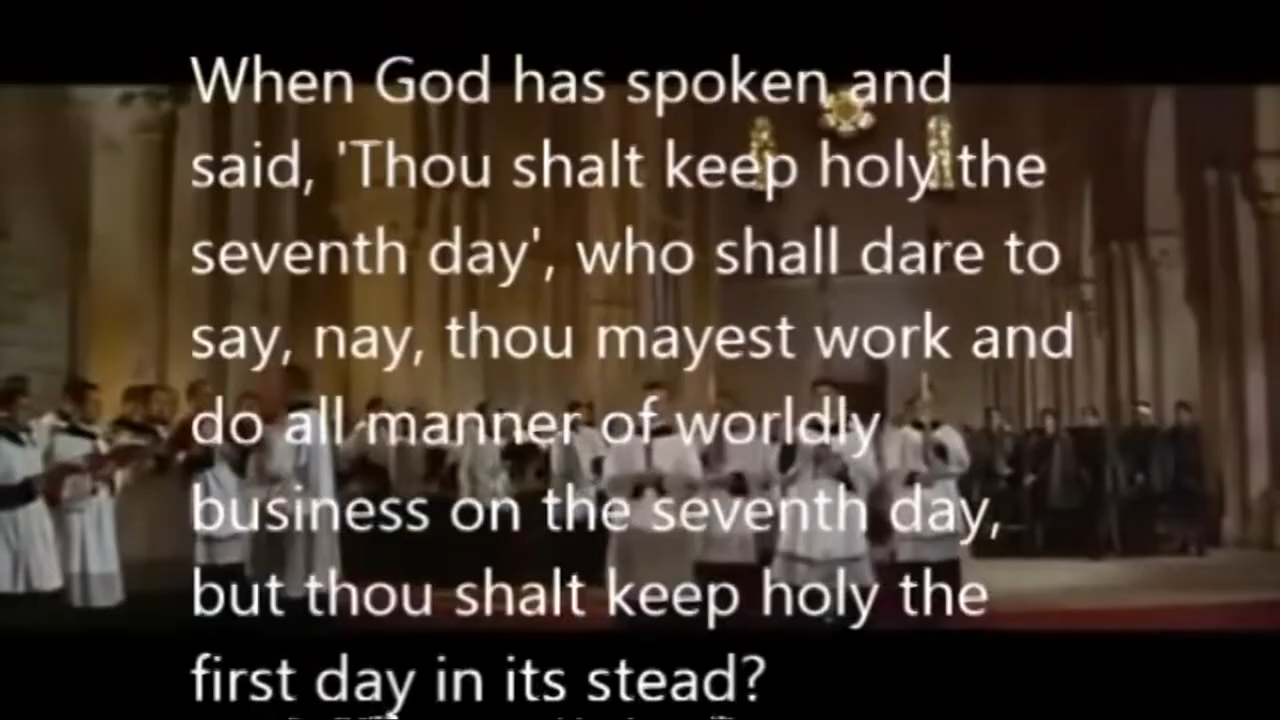 When God has spoken and
said, 'Thou shalt keep holy the
seventh day', who shall dare to
say, nay, thou mayest work and
do all manner of worldly
business on the seventh day,
but thou shalt keep holy the
first day in its stead?